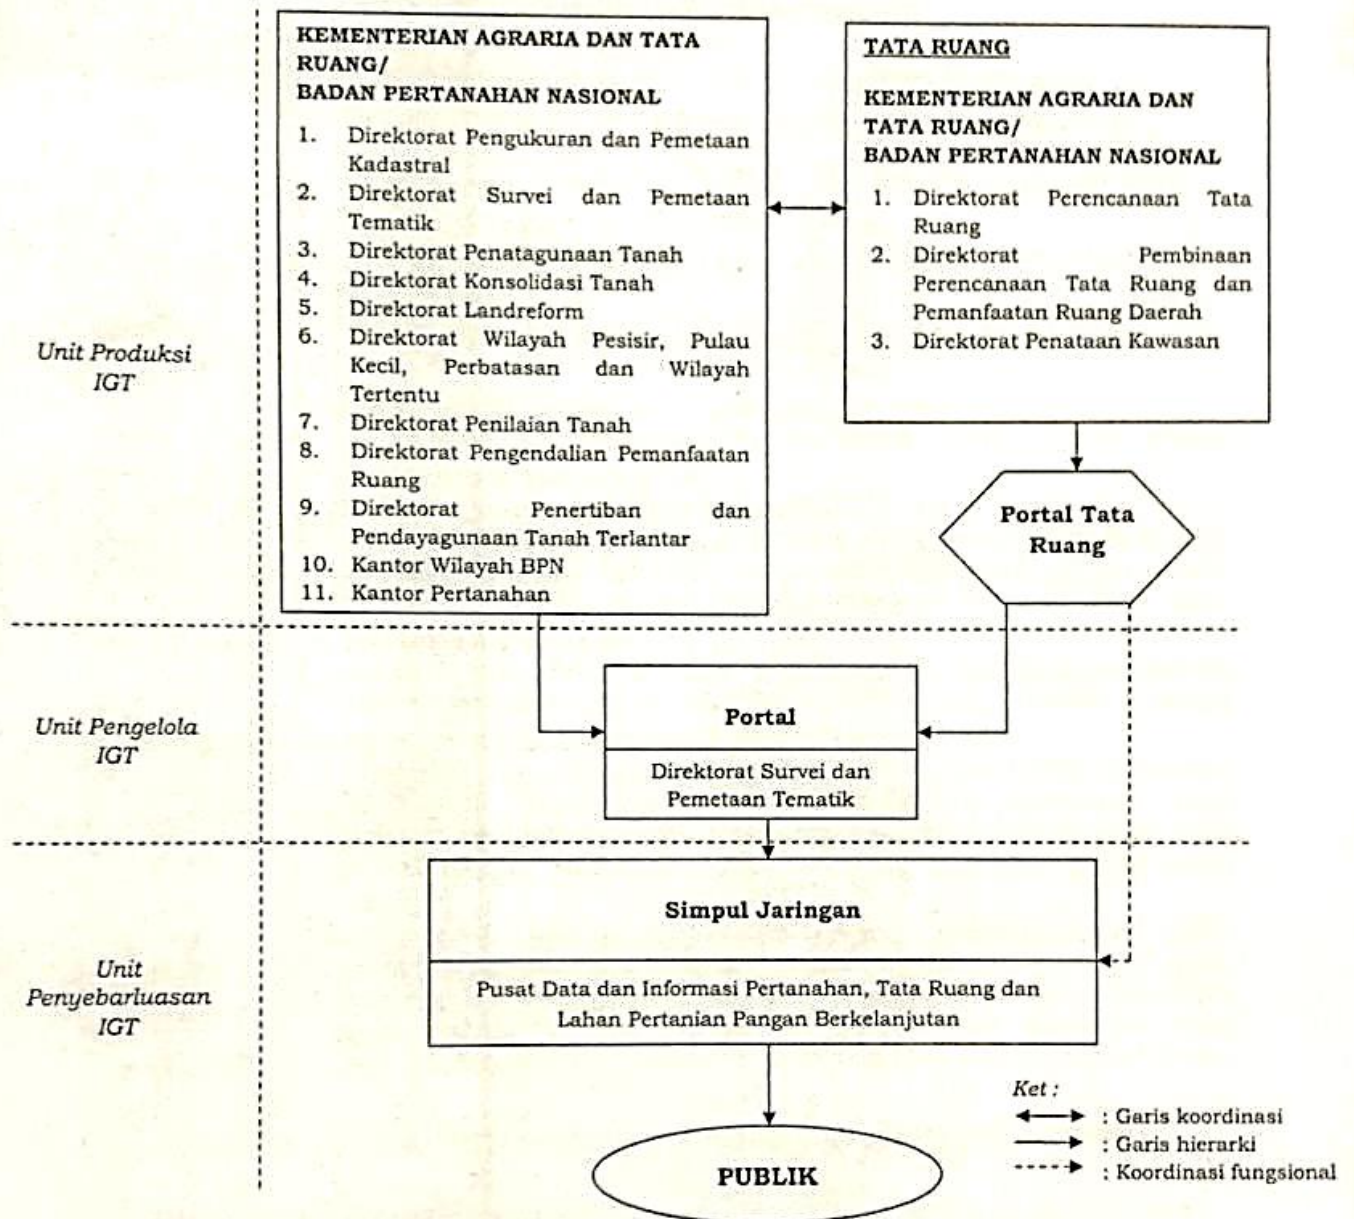 KEMENTERIAN AGRARIA DAN TATA
RUANG/
BADAN PERTANAHAN NASIONAL
1. Direktorat Pengukuran dan Pemetaan
Kadastral
2. Direktorat Survei dan Pemetaan
Tematik
3. Direktorat Penatagunaan Tanah
4. Direktorat Konsolidasi Tanah
5. Direktorat Landreform
6. Direktorat Wilayah Pesisir, Pulau
Kecil, Perbatasan dan Wilayah
Tertentu
7. Direktorat Penilaian Tanah
8. Direktorat Pengendalian Pemanfaatan
Ruang
9. Direktorat Penertiban dan
Pendayagunaan Tanah Terlantar
10. Kantor Wilayah BPN
11. Kantor Pertanahan
TATA RUANG
KEMENTERIAN AGRARIA DAN
TATA RUANG/
BADAN PERTANAHAN NASIONAL
1. Direktorat Perencanaan Tata
Ruang
2. Direktorat Pembinaan
Perencanaan Tata Ruang dan
Pemanfaatan Ruang Daerah
3. Direktorat Penataan Kawasan
Unit Produksi
IGT
Portal Tata
Ruang
Unit Pengelola
IGT
Portal
Direktorat Survei dan
Pemetaan Tematik
Unit
Penyebarluasan
IGT
Simpul Jaringan
Pusat Data dan Informasi Pertanahan, Tata Ruang dan
Lahan Pertanian Pangan Berkelanjutan
PUBLIK
Ket :
: Garis koordinasi
: Garis hierarki
: Koordinasi fungsional